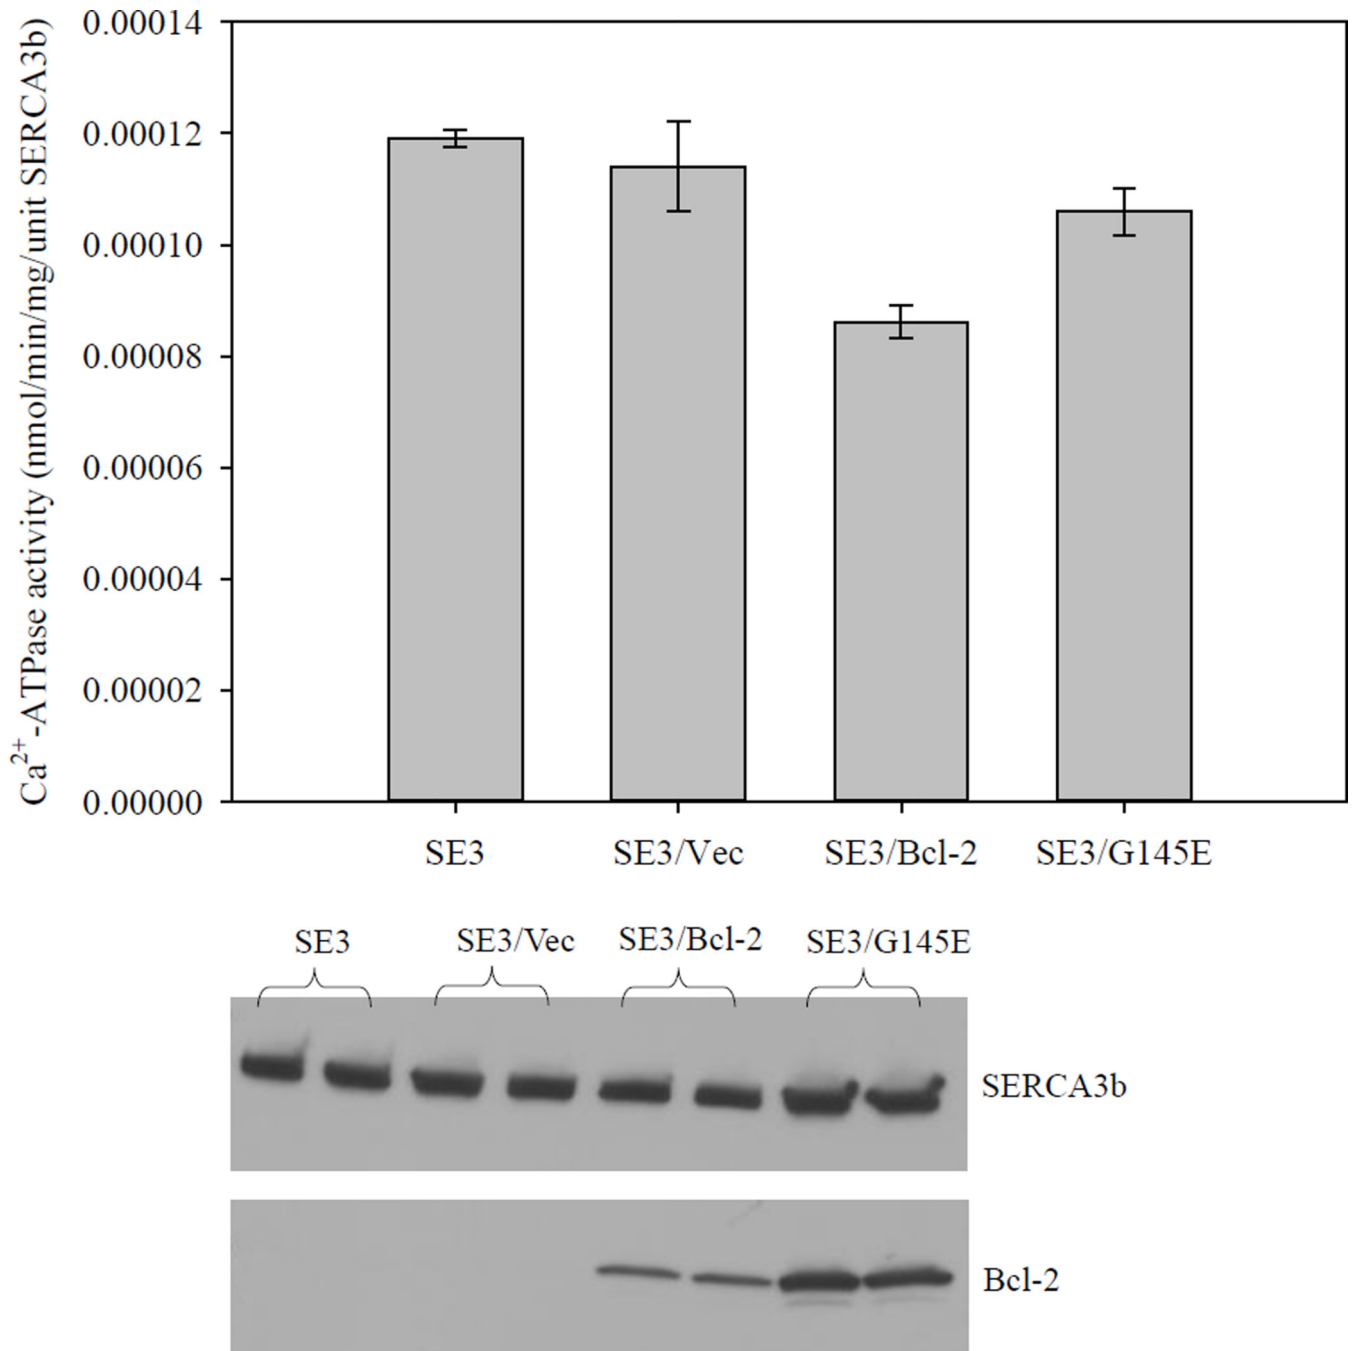 Ca2+-ATPase activity (nmol/min/mg/unit SERCA3b)
0.00014
0.00012
0.00010
0.00008
0.00006
0.00004
0.00002
0.00000
SE3 SE3/Vec SE3/Bcl-2 SE3/G145E
SE3 SE3/Vec SE3/Bcl-2 SE3/G145E
SERCA3b
Bcl-2